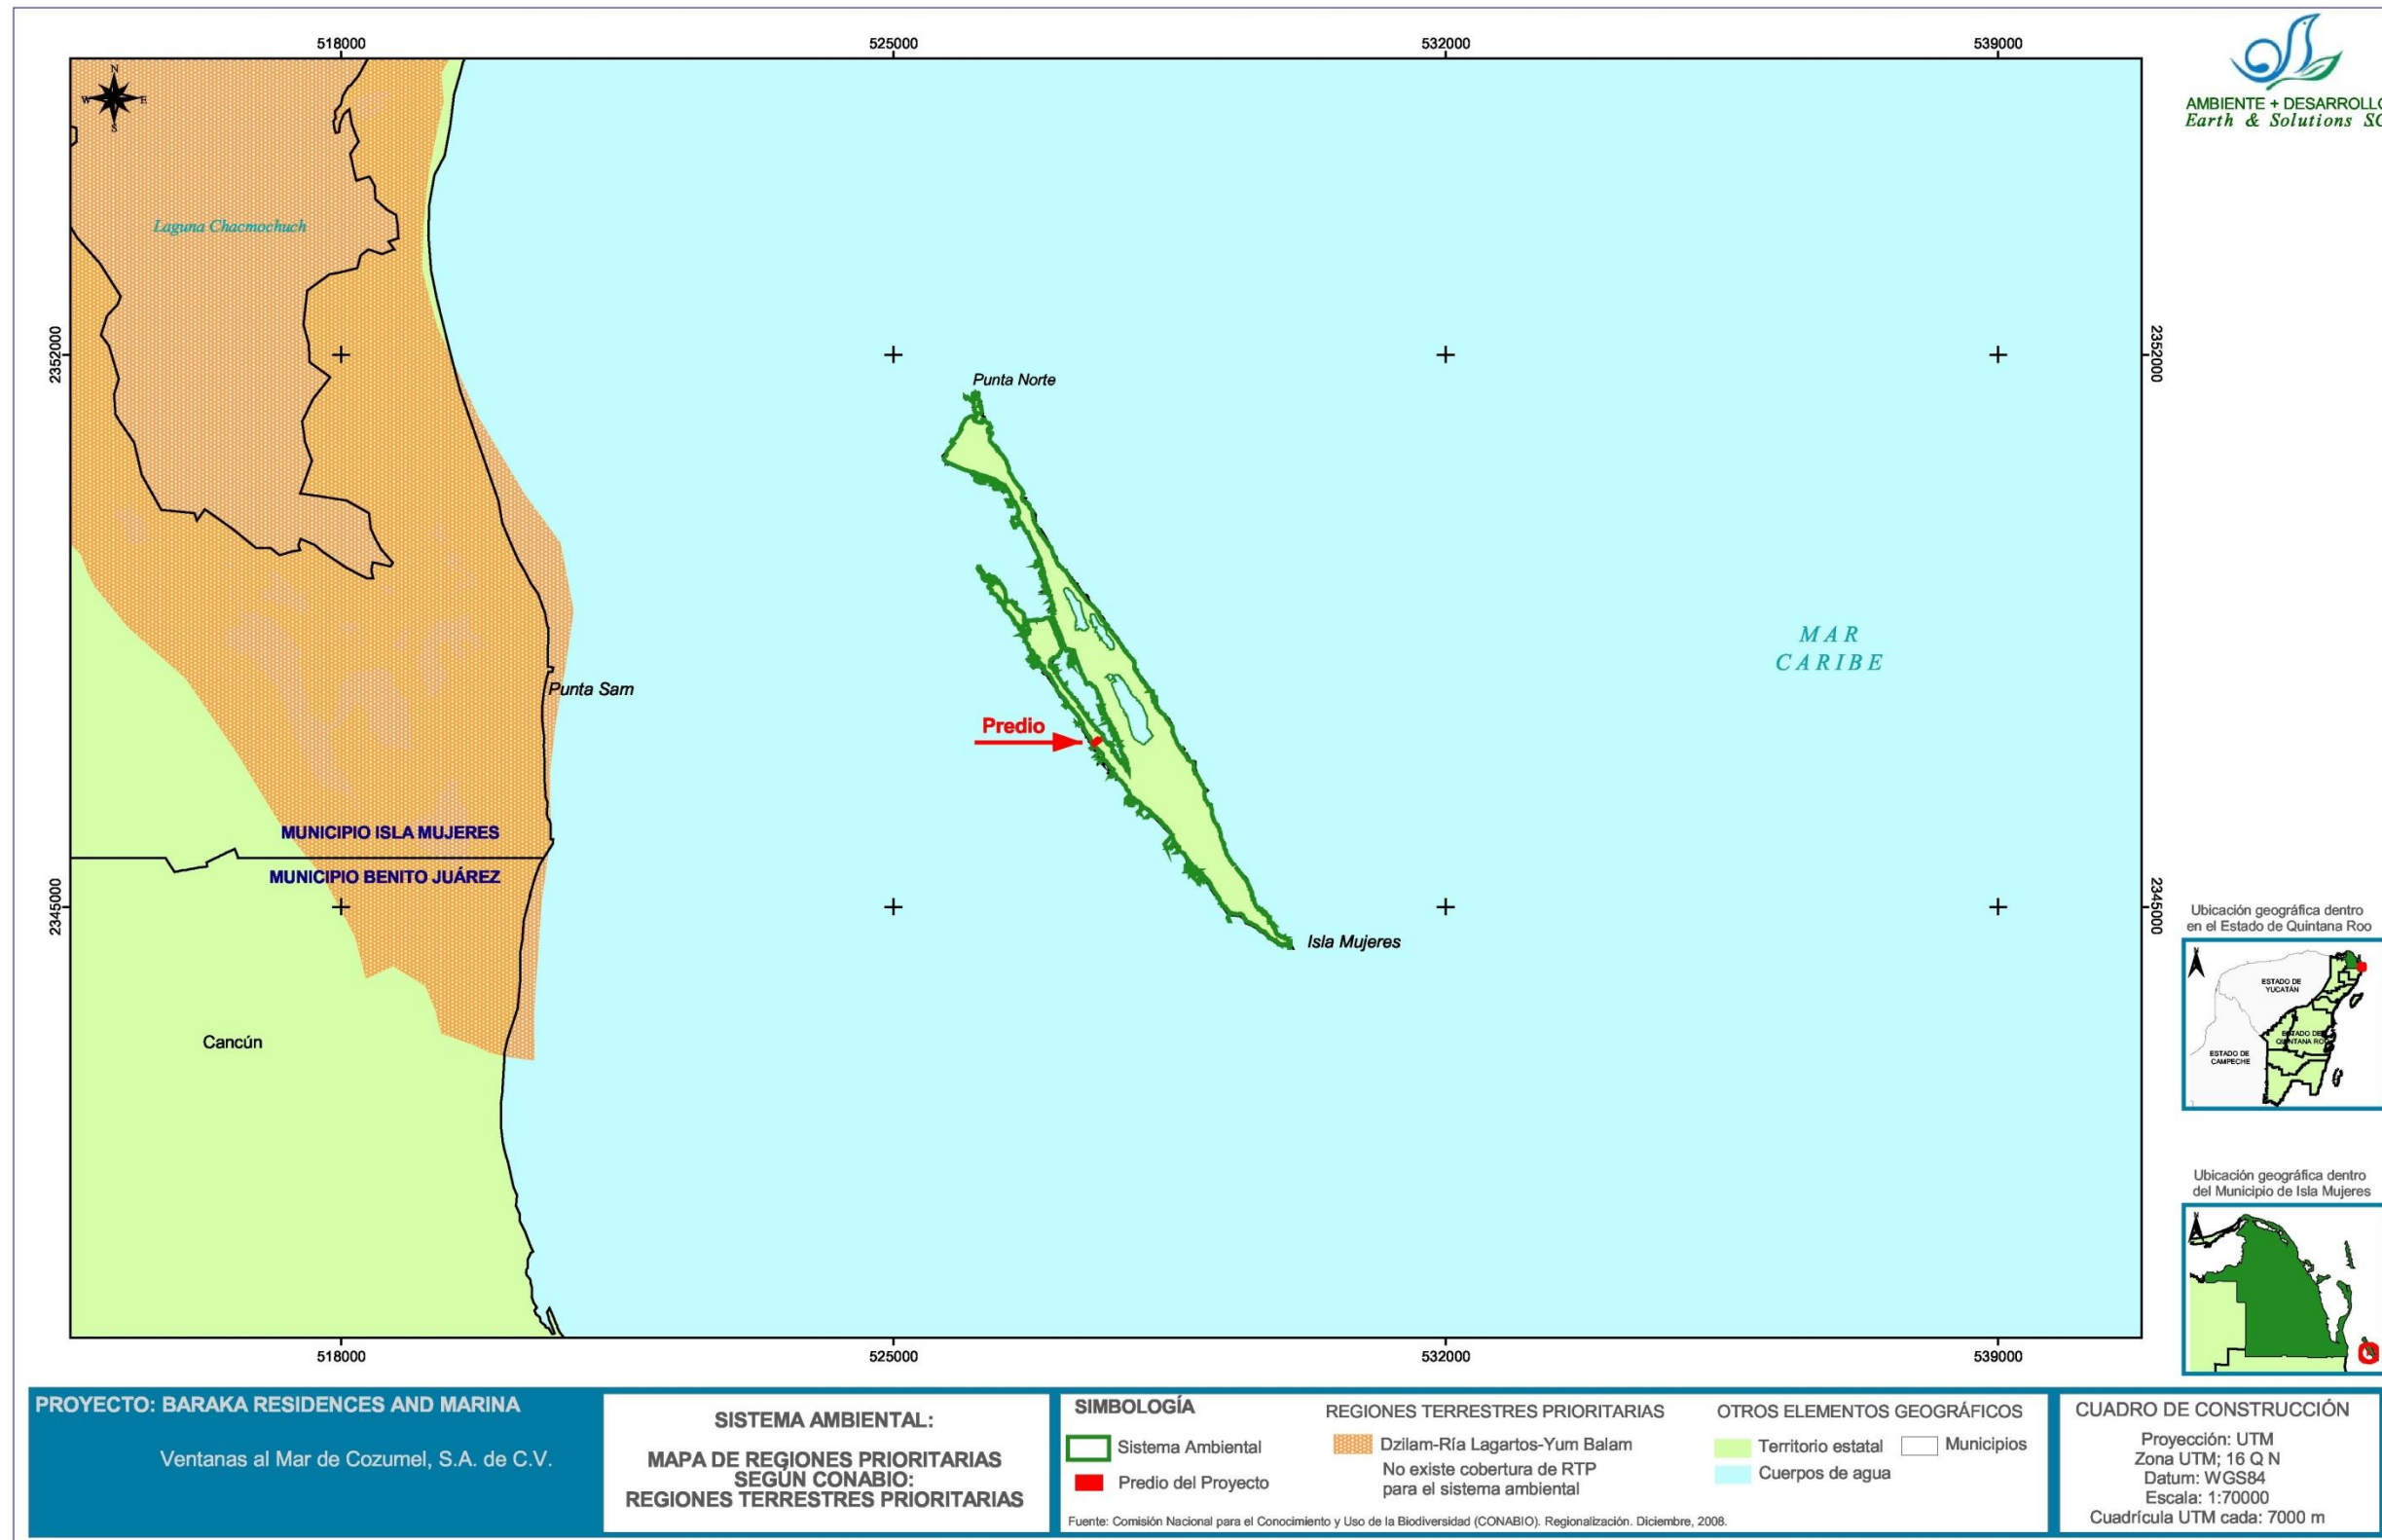 518000
525000
532000
539000
AMBIENTE + DESARROLLO
Earth & Solutions S.C
N
W
E
S
Laguna Chacmochuch
2352000
2352000
Punta Norte
MAR
CARIBE
Punta Sam
Predio
MUNICIPIO ISLA MUJERES
MUNICIPIO BENITO JUÁREZ
2345000
2345000
Isla Mujeres
Cancún
Ubicación geográfica dentro
en el Estado de Quintana Roo
ESTADO DE
YUCATÁN
ESTADO DE
QUINTANA RO
ESTADO DE
CAMPECHE
Ubicación geográfica dentro
del Municipio de Isla Mujeres
518000
525000
532000
539000
PROYECTO: BARAKA RESIDENCES AND MARINA
Ventanas al Mar de Cozumel, S.A. de C.V.
SISTEMA AMBIENTAL:
MAPA DE REGIONES PRIORITARIAS
SEGÚN CONABIO:
REGIONES TERRESTRES PRIORITARIAS
SIMBOLOGÍA
Sistema Ambiental
Predio del Proyecto
REGIONES TERRESTRES PRIORITARIAS
Dzilam-Ría Lagartos-Yum Balam
No existe cobertura de RTP
para el sistema ambiental
OTROS ELEMENTOS GEOGRÁFICOS
Territorio estatal
Municipios
Cuerpos de agua
Fuente: Comisión Nacional para el Conocimiento y Uso de la Biodiversidad (CONABIO). Regionalización. Diciembre, 2008.
CUADRO DE CONSTRUCCIÓN
Proyección: UTM
Zona UTM; 16 Q N
Datum: WGS84
Escala: 1:70000
Cuadrícula UTM cada: 7000 m